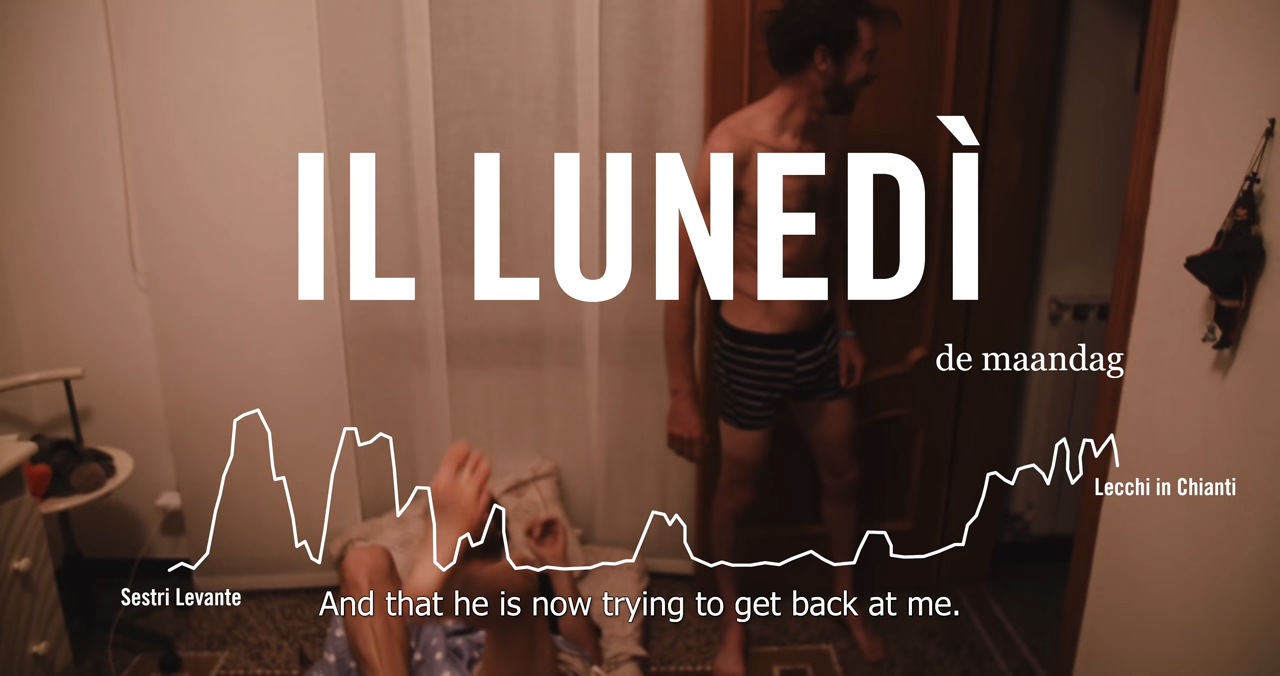 IL LUNEDÌ
de maandag
Lecchi in Chianti
Sestri Levante
And that he is now trying to get back at me.